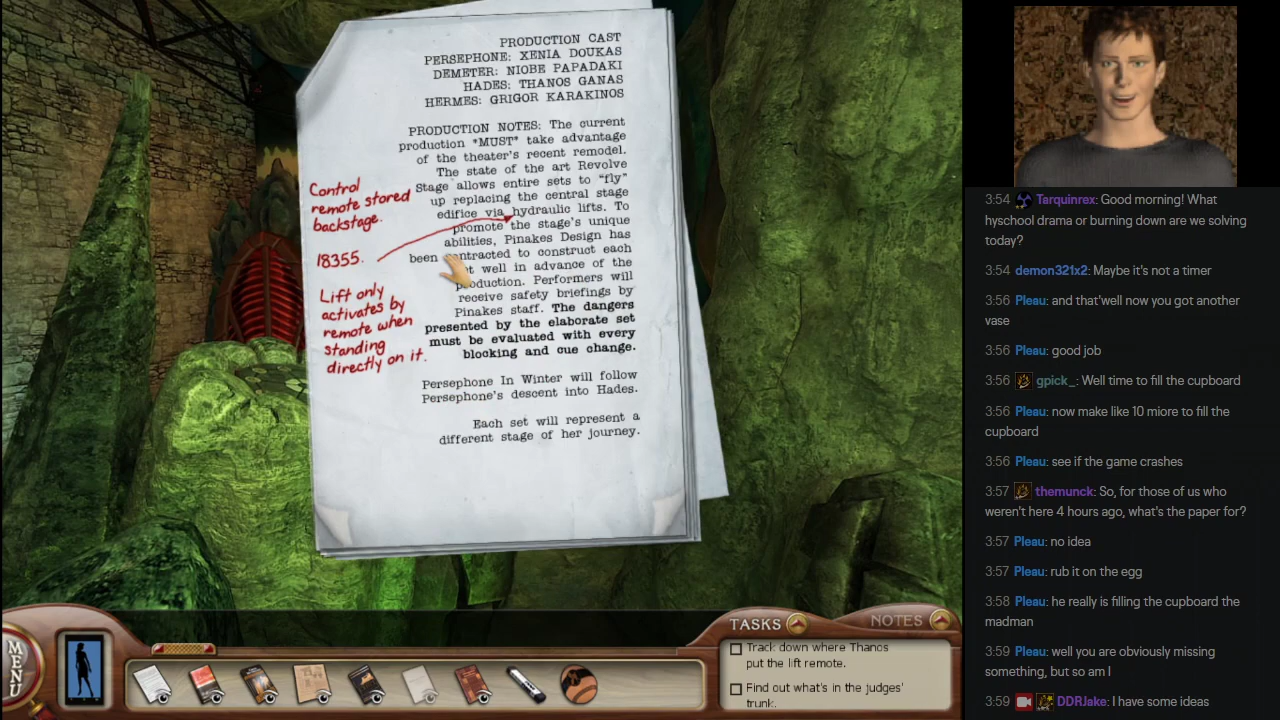 PRODUCTION CAST
PERSEPHONE: XENIA DOUKAS
DEMETER: NIOBE PAPADAKI
HADES: THANOS GANAS
HERMES: GRIGOR KARAKINOS
PRODUCTION NOTES: The current
production *MUST* take advantage
of the theater's recent remodel.
The state of the art Revolve
Stage allows entire sets to "fly"
up replacing the central stage
edifice via hydraulic lifts. To
promote the stage's unique
abilities, Pinakes Design has
been contracted to construct each
set well in advance of the
production. Performers will
receive safety briefings by
Pinakes staff. The dangers
presented by the elaborate set
must be evaluated with every
blocking and cue change.
Persephone In Winter will follow
Persephone's descent into Hades.
Each set will represent a
different stage of her journey.
Control
remote stored
backstage.
18355.
Lift only
activates by
remote when
standing
directly on it.
MENU
TASKS
NOTES
Track down where Thanos
put the lift remote.
Find out what's in the judges'
trunk.
3:54 Tarquinrex: Good morning! What
hyschool drama or burning down are we solving
today?
3:54 demon321x2: Maybe it's not a timer
3:56 Pleau: and that'well now you got another
vase
3:56 Pleau: good job
3:56 gpick_: Well time to fill the cupboard
3:56 Pleau: now make like 10 miore to fill the
cupboard
3:56 Pleau: see if the game crashes
3:57 themunck: So, for those of us who
weren't here 4 hours ago, what's the paper for?
3:57 Pleau: no idea
3:57 Pleau: rub it on the egg
3:58 Pleau: he really is filling the cupboard the
madman
3:59 Pleau: well you are obviously missing
something, but so am I
3:59 DDRJake: I have some ideas